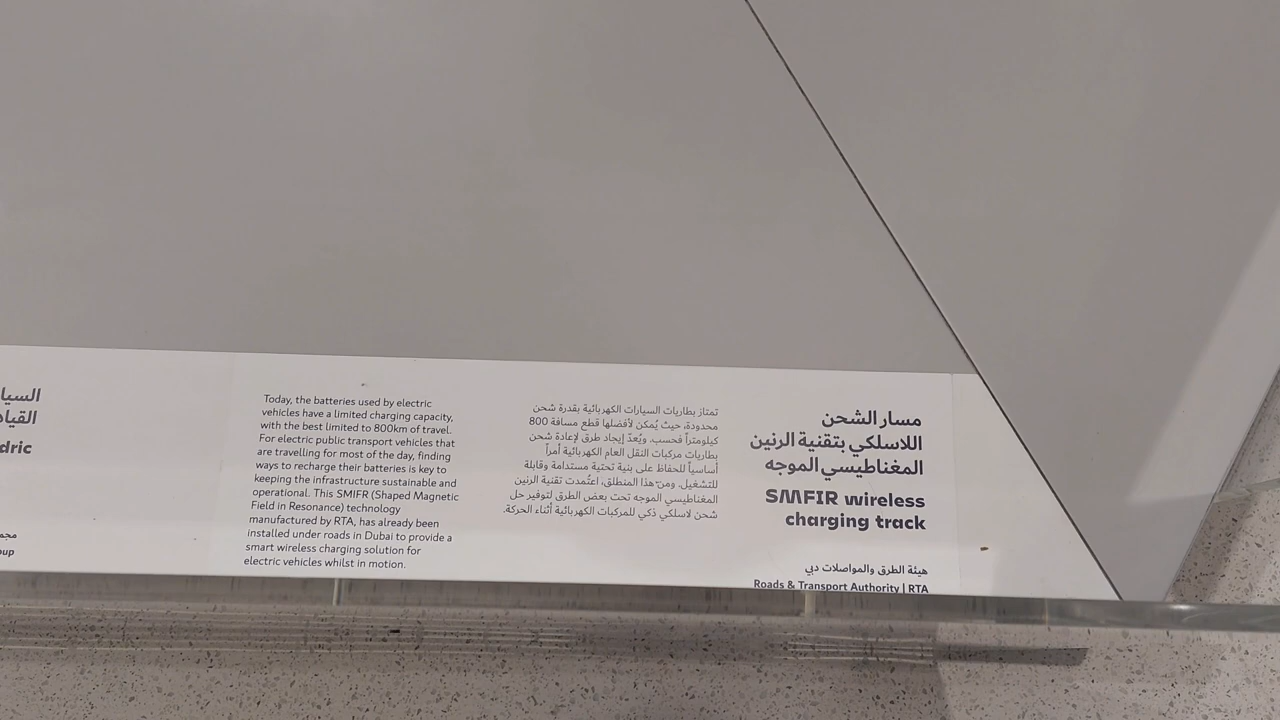 السيا
القياد
dric
مجم
oup
Today, the batteries used by electric
vehicles have a limited charging capacity,
with the best limited to 800km of travel.
For electric public transport vehicles that
are travelling for most of the day, finding
ways to recharge their batteries is key to
keeping the infrastructure sustainable and
operational. This SMIFR (Shaped Magnetic
Field in Resonance) technology
manufactured by RTA, has already been
installed under roads in Dubai to provide a
smart wireless charging solution for
electric vehicles whilst in motion.
تمتاز بطاريات السيارات الكهربائية بقدرة شحن
محدودة، حيث يُمكن لأفضلها قطع مسافة 800
كيلومتراً فحسب. ويُعدّ إيجاد طرق لإعادة شحن
بطاريات مركبات النقل العام الكهربائية أمراً
أساسياً للحفاظ على بنية تحتية مستدامة وقابلة
للتشغيل. ومن هذا المنطلق، اعتُمدت تقنية الرنين
المغناطيسي الموجه تحت بعض الطرق لتوفير حل
شحن لاسلكي ذكي للمركبات الكهربائية أثناء الحركة.
مسار الشحن
اللاسلكي بتقنية الرنين
المغناطيسي الموجه
SMFIR wireless
charging track
هيئة الطرق والمواصلات دبي
Roads & Transport Authority | RTA